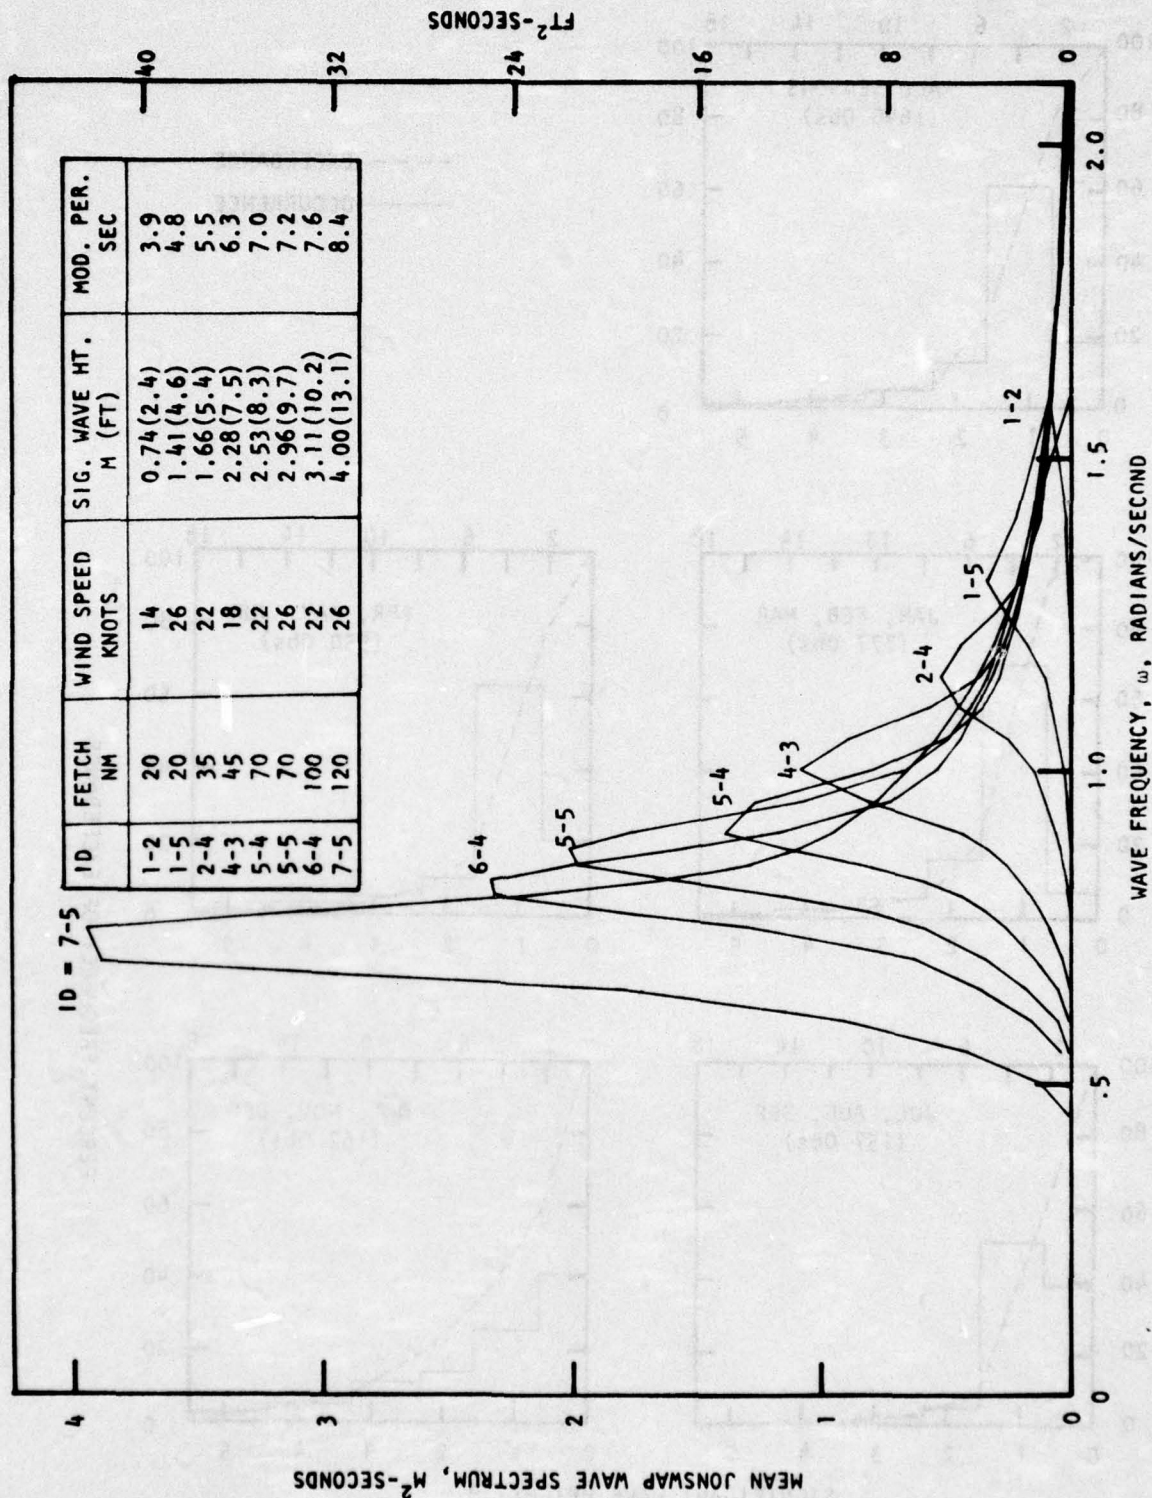 ID FETCH WIND SPEED SIG. WAVE HT. MOD. PER.
NM KNOTS M (FT) SEC
1-2 20 14 0.74(2.4) 3.9
1-5 20 26 1.41(4.6) 4.8
2-4 35 22 1.66(5.4) 5.5
4-3 45 18 2.28(7.5) 6.3
5-4 70 22 2.53(8.3) 7.0
5-5 70 26 2.96(9.7) 7.2
6-4 100 22 3.11(10.2) 7.6
7-5 120 26 4.00(13.1) 8.4
ID = 7-5
6-4
5-5
5-4
4-3
2-4
1-5
1-2
MEAN JONSWAP WAVE SPECTRUM, M²-SECONDS
4
3
2
1
0
FT²-SECONDS
40
32
24
16
8
0
0 .5 1.0 1.5 2.0
WAVE FREQUENCY, ω, RADIANS/SECOND
JAN, FEB, MAR
JUL, AUG, SEP